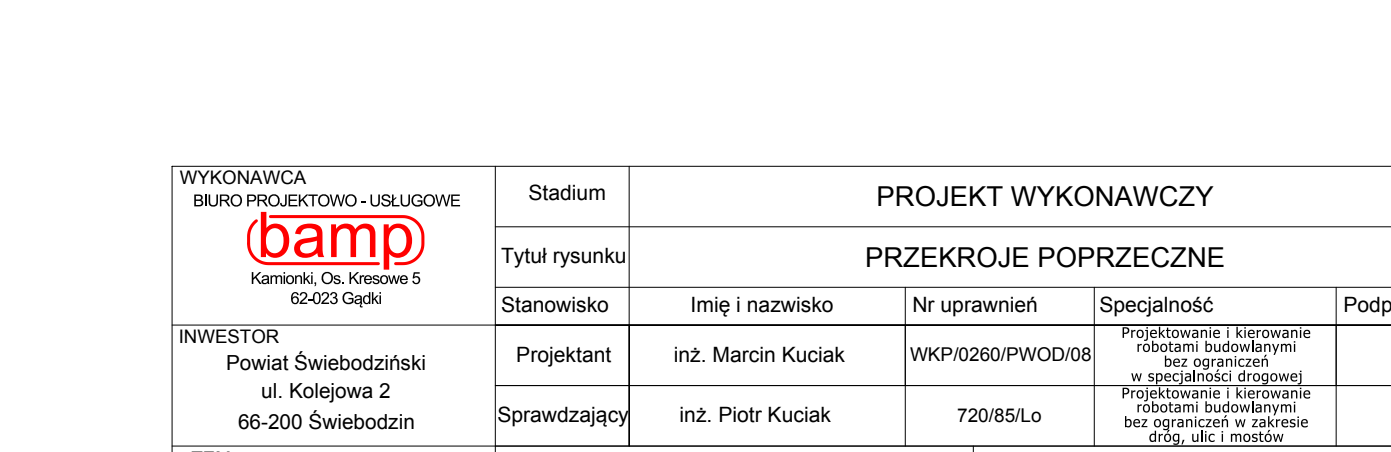 WYKONAWCA
BIURO PROJEKTOWO - USŁUGOWE
bamp
Kamionki, Os. Kresowe 5
62-023 Gądki
Stadium
PROJEKT WYKONAWCZY
Tytuł rysunku
PRZEKROJE POPRZECZNE
Stanowisko
Imię i nazwisko
Nr uprawnień
Specjalność
INWESTOR
Powiat Świebodziński
ul. Kolejowa 2
66-200 Świebodzin
Projektant
inż. Marcin Kuciak
WKP/0260/PWOD/08
Projektowanie i kierowanie
robotami budowlanymi
bez ograniczeń
w specjalności drogowej
Sprawdzający
inż. Piotr Kuciak
720/85/Lo
Projektowanie i kierowanie
robotami budowlanymi
bez ograniczeń w zakresie
dróg, ulic i mostów